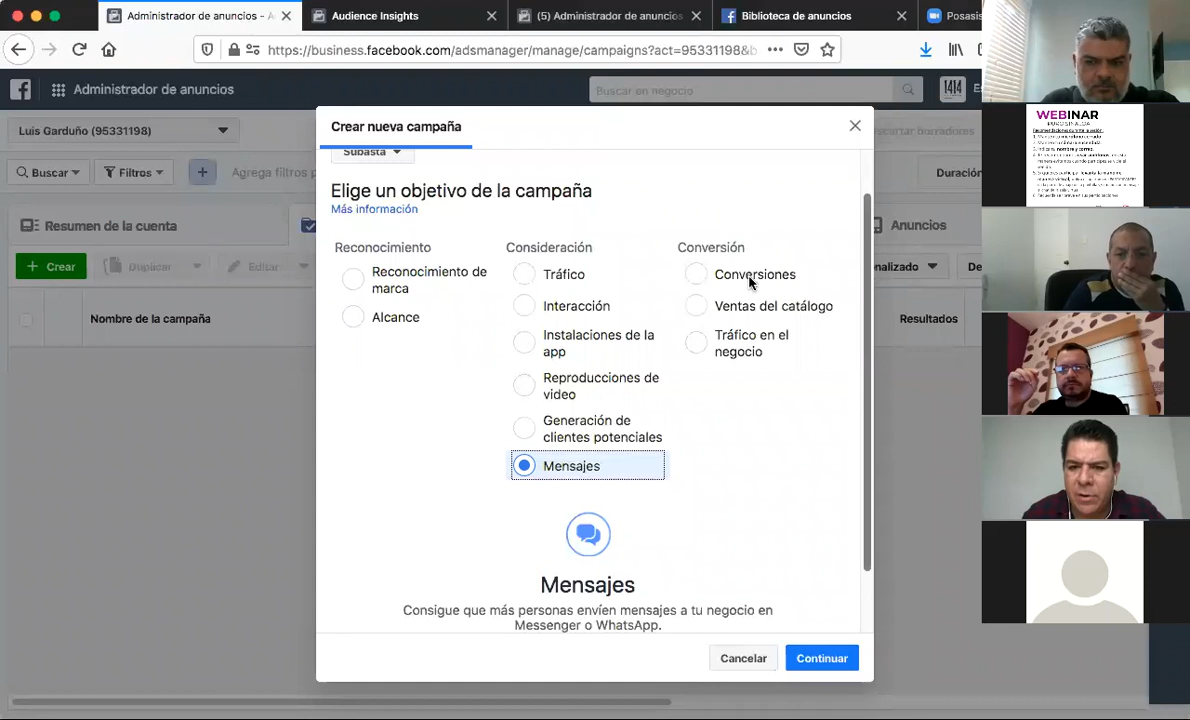 Administrador de anuncios - A
Audience Insights
(5) Administrador de anuncios
Biblioteca de anuncios
Posasis
https://business.facebook.com/adsmanager/manage/campaigns?act=95331198&b
Administrador de anuncios
Buscar en negocio
1414
Luis Garduño (95331198)
Crear nueva campaña
escartar borradores
Buscar
Filtros
Agrega filtros p
Subasta
Duración
Elige un objetivo de la campaña
Más información
Resumen de la cuenta
Anuncios
Reconocimiento
Consideración
Conversión
Crear
Duplicar
Editar
Reconocimiento de
marca
Tráfico
Conversiones
nalizado
De
Alcance
Interacción
Ventas del catálogo
Nombre de la campaña
Resultados
Instalaciones de la
app
Tráfico en el
negocio
Reproducciones de
video
Generación de
clientes potenciales
Mensajes
Mensajes
Consigue que más personas envíen mensajes a tu negocio en
Messenger o WhatsApp.
Cancelar
Continuar
WEBINAR